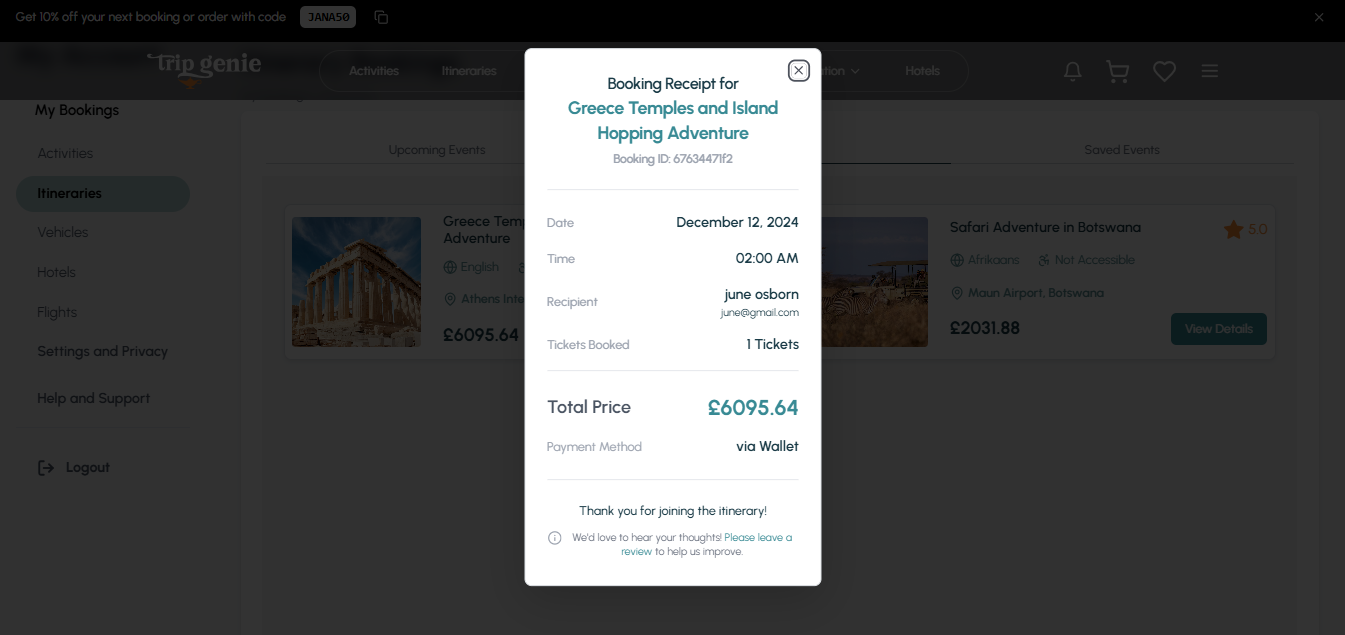 Get 10% off your next booking or order with code JANA50
trip genie
Activities
Itineraries
Hotels
My Bookings
Activities
Itineraries
Vehicles
Hotels
Flights
Settings and Privacy
Help and Support
Logout
Upcoming Events
Saved Events
Greece Temp
Adventure
English
Athens Inte
£6095.64
Safari Adventure in Botswana
5.0
Afrikaans
Not Accessible
Maun Airport, Botswana
£2031.88
View Details
Booking Receipt for
Greece Temples and Island
Hopping Adventure
Booking ID: 67634471f2
Date
December 12, 2024
Time
02:00 AM
Recipient
june osborn
june@gmail.com
Tickets Booked
1 Tickets
Total Price
£6095.64
Payment Method
via Wallet
Thank you for joining the itinerary!
We'd love to hear your thoughts! Please leave a
review to help us improve.